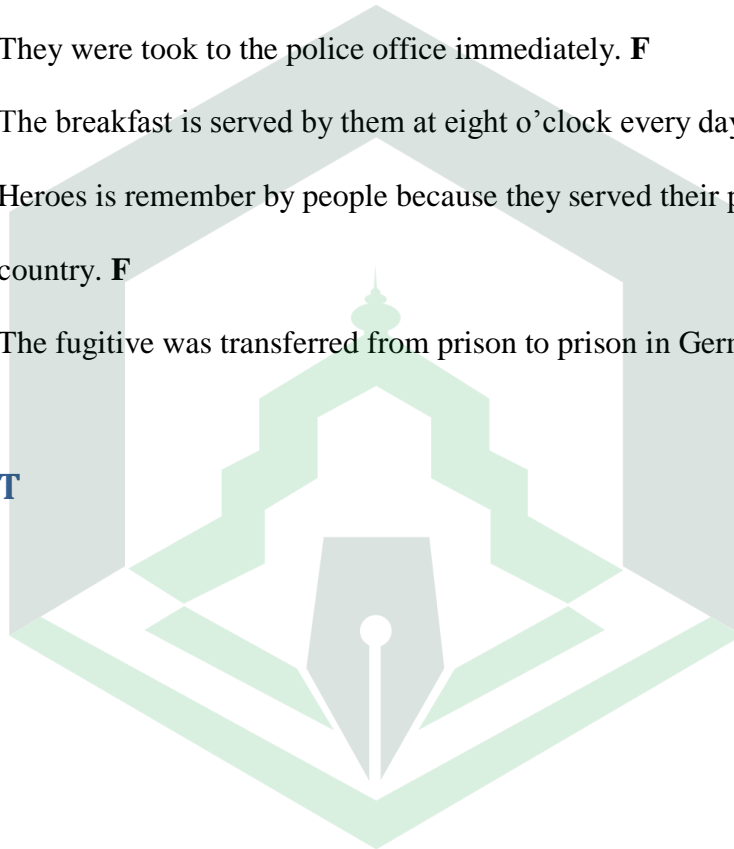 They were took to the police office immediately. F
The breakfast is served by them at eight o’clock every day
Heroes is remember by people because they served their
country. F
The fugitive was transferred from prison to prison in
T